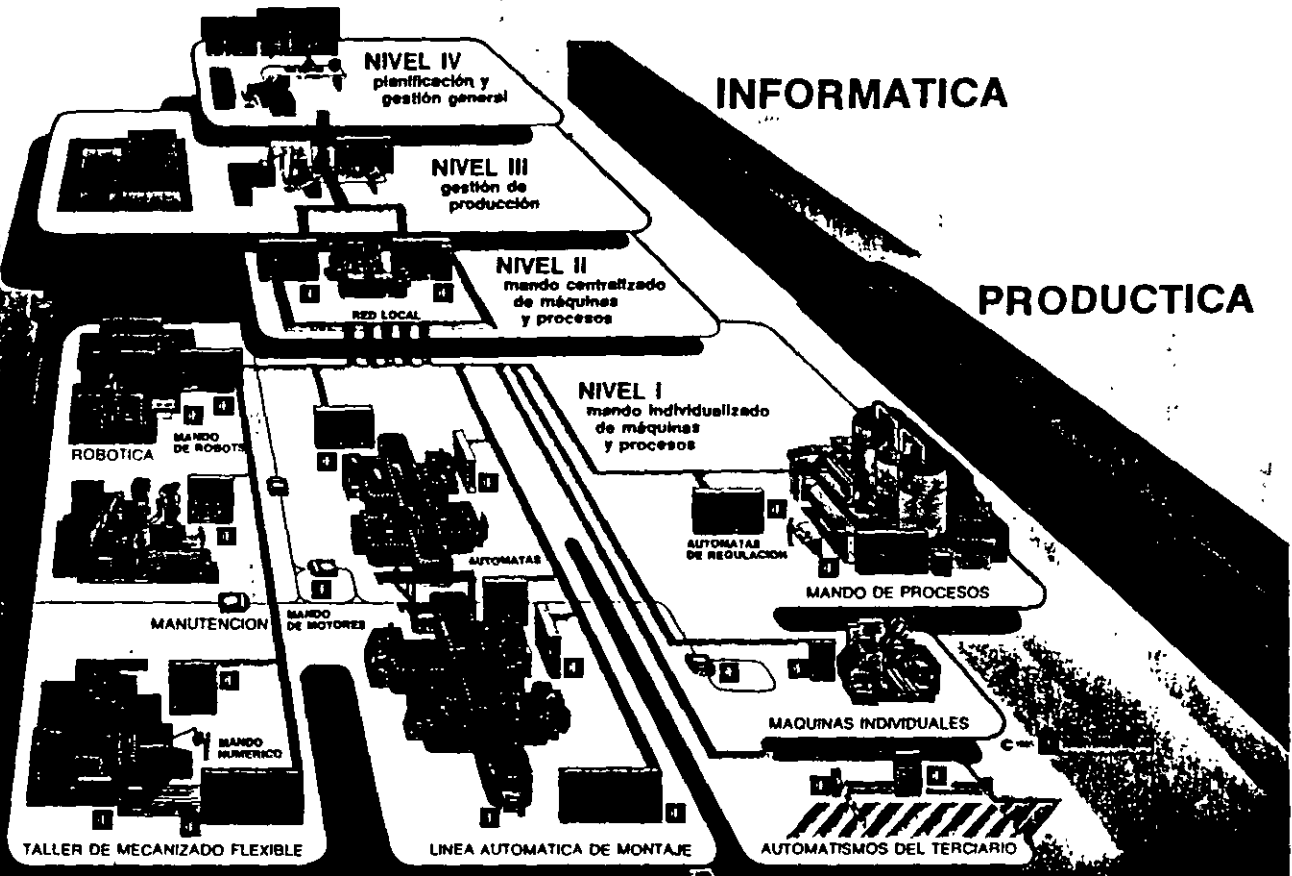 NIVEL IV
planificación y
gestión general
INFORMATICA
NIVEL III
gestión de
producción
NIVEL II
mando centralizado
de máquinas
y procesos
RED LOCAL
PRODUCTICA
NIVEL I
mando individualizado
de máquinas
y procesos
MANDO
DE ROBOTS
ROBOTICA
AUTOMATAS
DE REGULACION
AUTOMATAS
MANDO DE PROCESOS
MANUTENCION
MANDO
DE MOTORES
MAQUINAS INDIVIDUALES
MANDO
NUMERICO
TALLER DE MECANIZADO FLEXIBLE
LINEA AUTOMATICA DE MONTAJE
AUTOMATISMOS DEL TERCIARIO